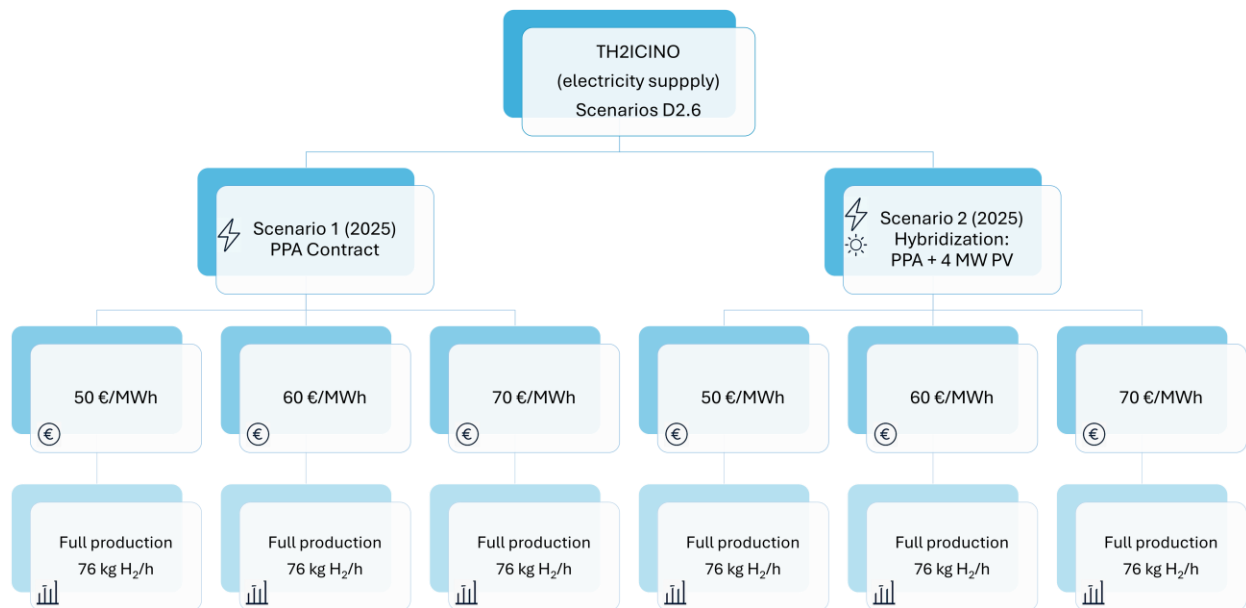 TH2ICINO
(electricity suppply)
Scenarios D2.6
Scenario 1 (2025)
PPA Contract
Scenario 2 (2025)
Hybridization:
PPA + 4 MW PV
50 €/MWh
60 €/MWh
70 €/MWh
50 €/MWh
60 €/MWh
70 €/MWh
€
€
€
€
€
€
Full production
76 kg H₂/h
Full production
76 kg H₂/h
Full production
76 kg H₂/h
Full production
76 kg H₂/h
Full production
76 kg H₂/h
Full production
76 kg H₂/h